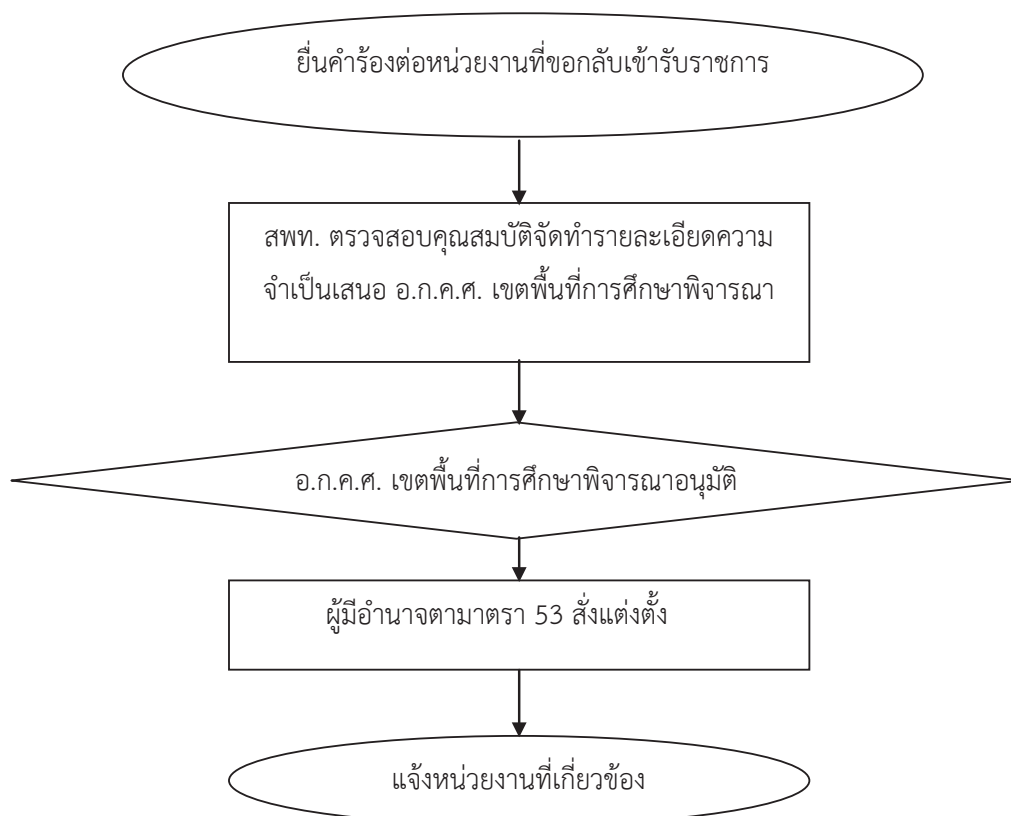 ยื่นคำร้องต่อหน่วยงานที่ขอกลับเข้ารับราชการ
สพท. ตรวจสอบคุณสมบัติจัดทำรายละเอียดความ
จำเป็นเสนอ อ.ก.ค.ศ. เขตพื้นที่การศึกษาพิจารณา
อ.ก.ค.ศ. เขตพื้นที่การศึกษาพิจารณาอนุมัติ
ผู้มีอำนาจตามาตรา 53 สั่งแต่งตั้ง
แจ้งหน่วยงานที่เกี่ยวข้อง